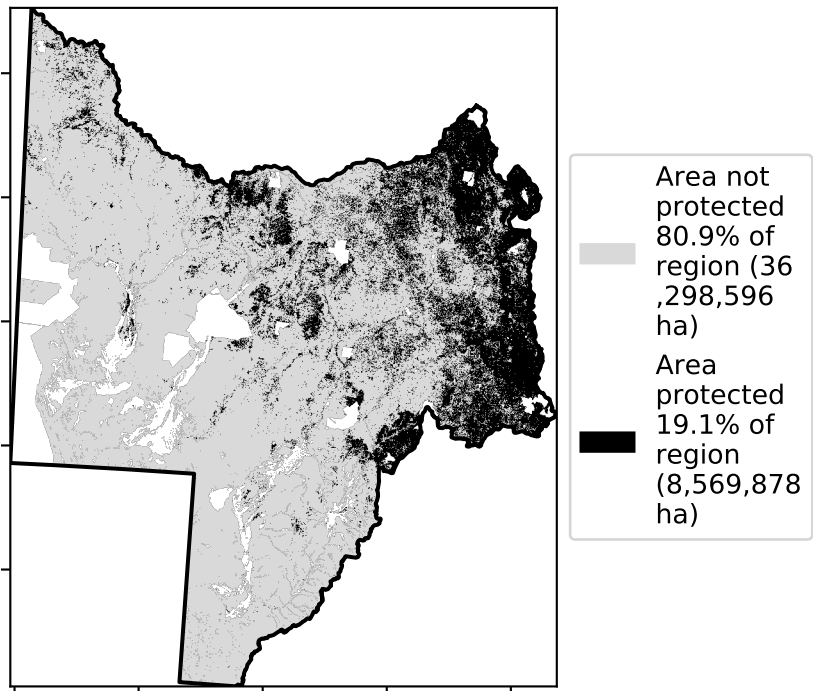 Area not
protected
80.9% of
region (36
,298,596
ha)
Area
protected
19.1% of
region
(8,569,878
ha)